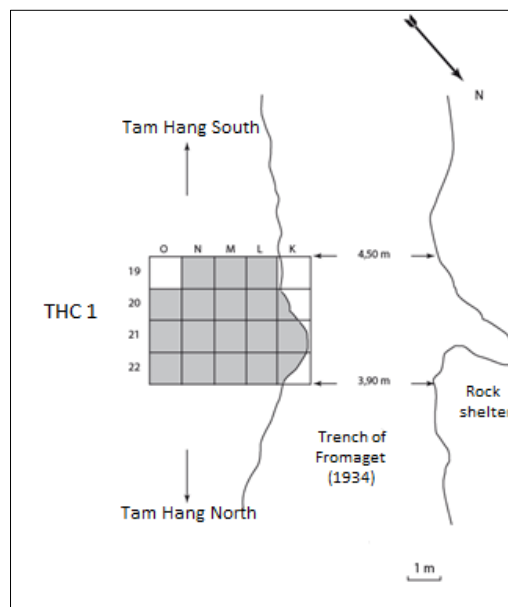 N
Tam Hang South
O N M L K
19
4,50 m
20
THC 1
21
22
3,90 m
Rock
shelter
Trench of
Fromaget
(1934)
Tam Hang North
1 m